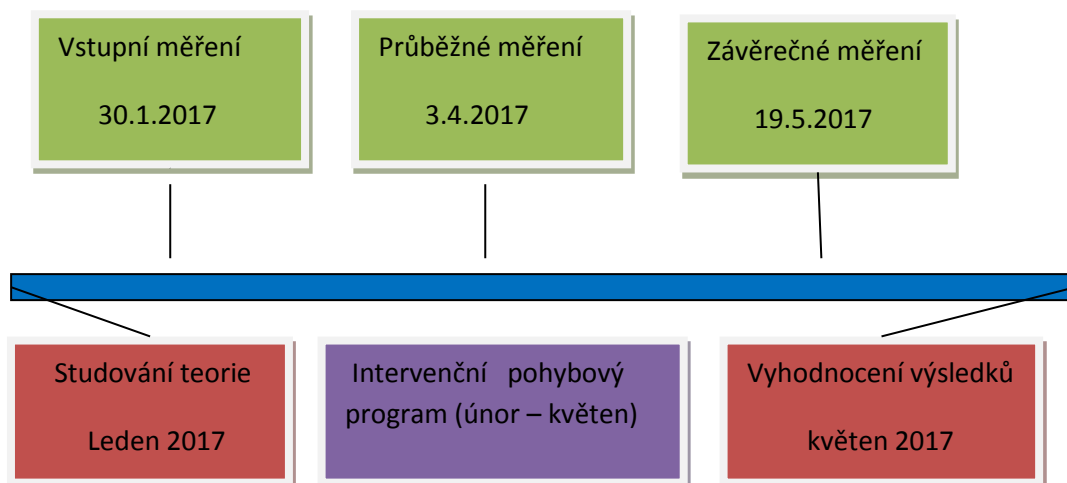 Vstupní měření
30.1.2017
Průběžné měření
3.4.2017
Závěrečné měření
19.5.2017
Studování teorie
Leden 2017
Intervenční pohybový
program (únor – květen)
Vyhodnocení výsledků
květen 2017